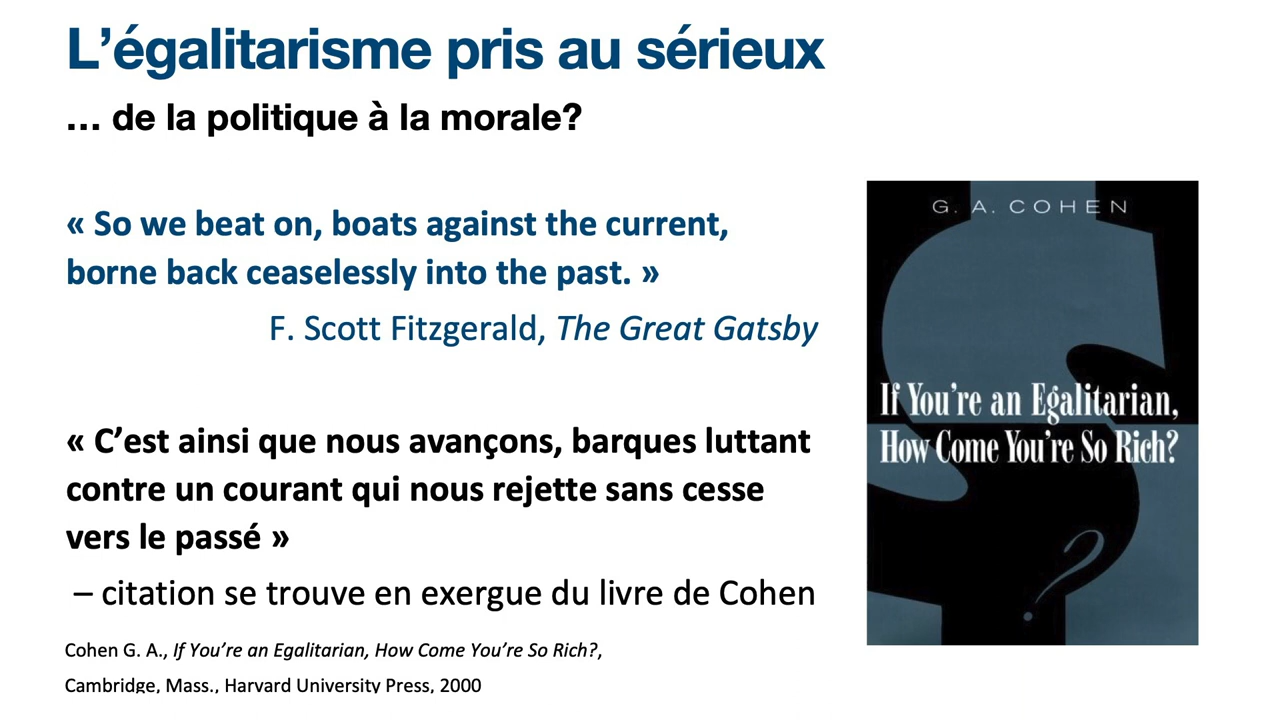 L’égalitarisme pris au sérieux
… de la politique à la morale?
« So we beat on, boats against the current,
borne back ceaselessly into the past. »
F. Scott Fitzgerald, The Great Gatsby
« C’est ainsi que nous avançons, barques luttant
contre un courant qui nous rejette sans cesse
vers le passé »
– citation se trouve en exergue du livre de Cohen
Cohen G. A., If You’re an Egalitarian, How Come You’re So Rich?,
Cambridge, Mass., Harvard University Press, 2000
G. A. COHEN
If You’re an Egalitarian,
How Come You’re So Rich?
?